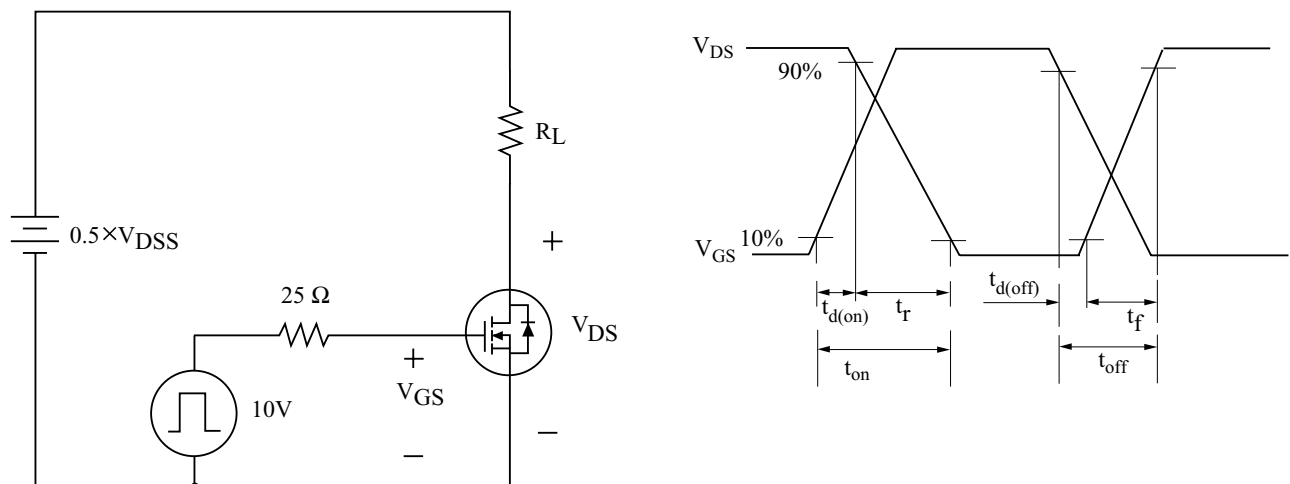 R_L
0.5×V_DSS
25 Ω
+
V_DS
+
V_GS
10V
−
−
V_DS
90%
V_GS
10%
t_d(on)
t_r
t_on
t_d(off)
t_f
t_off